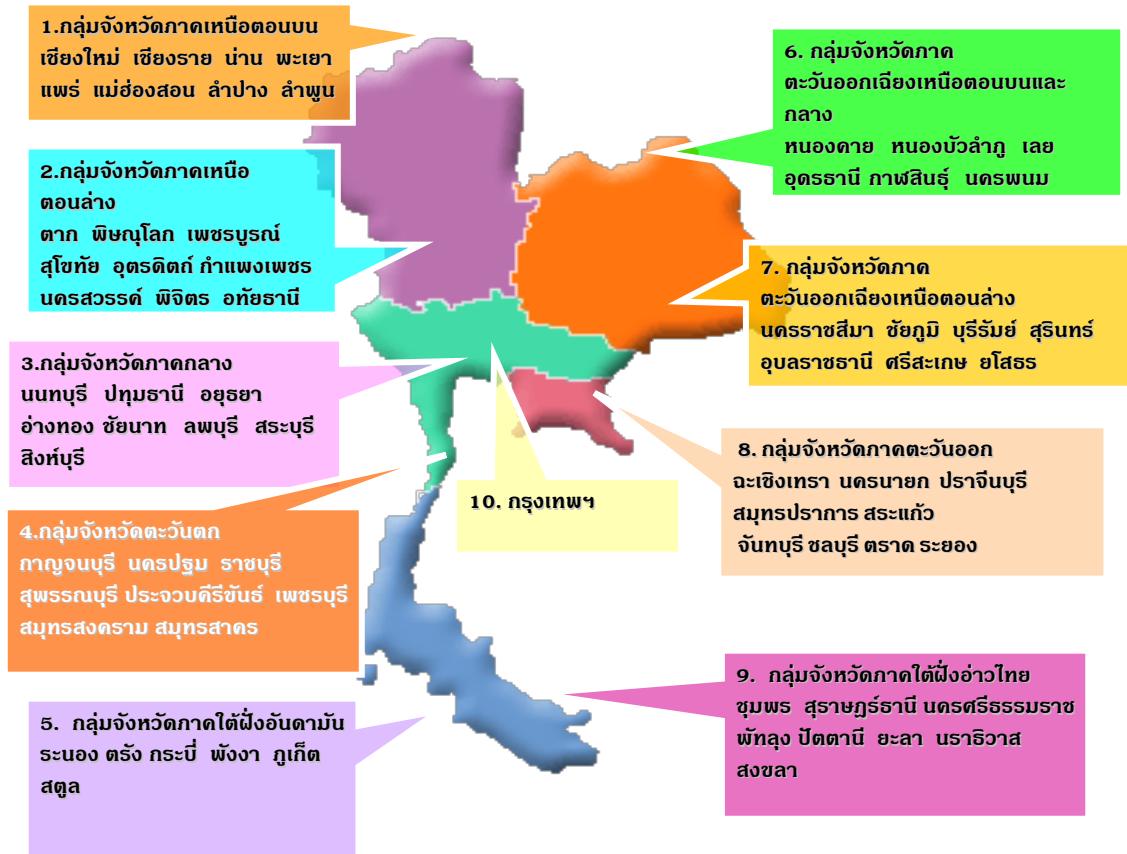 1.กลุ่มจังหวัดภาคเหนือตอนบน
เชียงใหม่ เชียงราย น่าน พะเยา
แพร่ แม่ฮ่องสอน ลำปาง ลำพูน
2.กลุ่มจังหวัดภาคเหนือ
ตอนล่าง
ตาก พิษณุโลก เพชรบูรณ์
สุโขทัย อุตรดิตถ์ กำแพงเพชร
นครสวรรค์ พิจิตร อทัยธานี
3.กลุ่มจังหวัดภาคกลาง
นนทบุรี ปทุมธานี อยุธยา
อ่างทอง ชัยนาท ลพบุรี สระบุรี
สิงห์บุรี
4.กลุ่มจังหวัดตะวันตก
กาญจนบุรี นครปฐม ราชบุรี
สุพรรณบุรี ประจวบคีรีขันธ์ เพชรบุรี
สมุทรสงคราม สมุทรสาคร
5. กลุ่มจังหวัดภาคใต้ฝั่งอันดามัน
ระนอง ตรัง กระบี่ พังงา ภูเก็ต
สตูล
6. กลุ่มจังหวัดภาค
ตะวันออกเฉียงเหนือตอนบนและ
กลาง
หนองคาย หนองบัวลำภู เลย
อุดรธานี กาฬสินธุ์ นครพนม
7. กลุ่มจังหวัดภาค
ตะวันออกเฉียงเหนือตอนล่าง
นครราชสีมา ชัยภูมิ บุรีรัมย์ สุรินทร์
อุบลราชธานี ศรีสะเกษ ยโสธร
8. กลุ่มจังหวัดภาคตะวันออก
ฉะเชิงเทรา นครนายก ปราจีนบุรี
สมุทรปราการ สระแก้ว
จันทบุรี ชลบุรี ตราด ระยอง
9. กลุ่มจังหวัดภาคใต้ฝั่งอ่าวไทย
ชุมพร สุราษฎร์ธานี นครศรีธรรมราช
พัทลุง ปัตตานี ยะลา นราธิวาส
สงขลา
10. กรุงเทพฯ